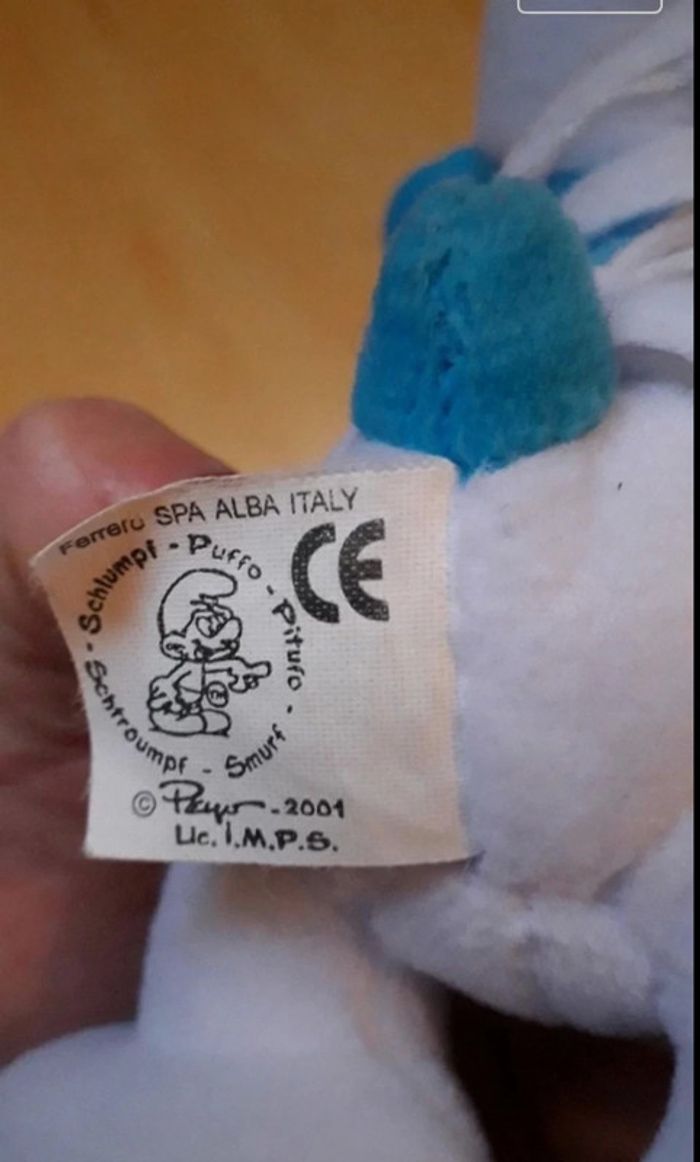 Ferrero SPA ALBA ITALY
CE
- Schlumpf - Puffo - Pitufo - Smurf - Schtroumpf
© Peyo - 2001
Lic. I.M.P.S.